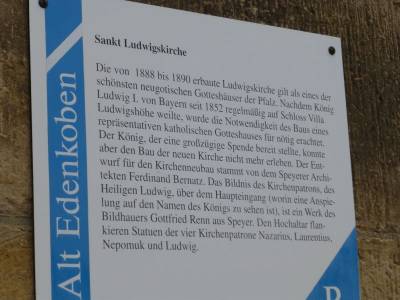 Alt Edenkoben
Sankt Ludwigskirche
Die von 1888 bis 1890 erbaute Ludwigskirche gilt als eines der
schönsten neugotischen Gotteshäuser der Pfalz. Nachdem König
Ludwig I. von Bayern seit 1852 regelmäßig auf Schloss Villa
Ludwigshöhe weilte, wurde die Notwendigkeit des Baus eines
repräsentativen katholischen Gotteshauses für nötig erachtet.
Der König, der eine großzügige Spende bereit stellte, konnte
aber den Bau der neuen Kirche nicht mehr erleben. Der Ent-
wurf für den Kirchenneubau stammt von dem Speyerer Archi-
tekten Ferdinand Bernatz. Das Bildnis des Kirchenpatrons, des
Heiligen Ludwig, über dem Haupteingang (worin eine Anspie-
lung auf den Namen des Königs zu sehen ist), ist ein Werk des
Bildhauers Gottfried Renn aus Speyer. Den Hochaltar flan-
kieren Statuen der vier Kirchenpatrone Nazarius, Laurentius,
Nepomuk und Ludwig.